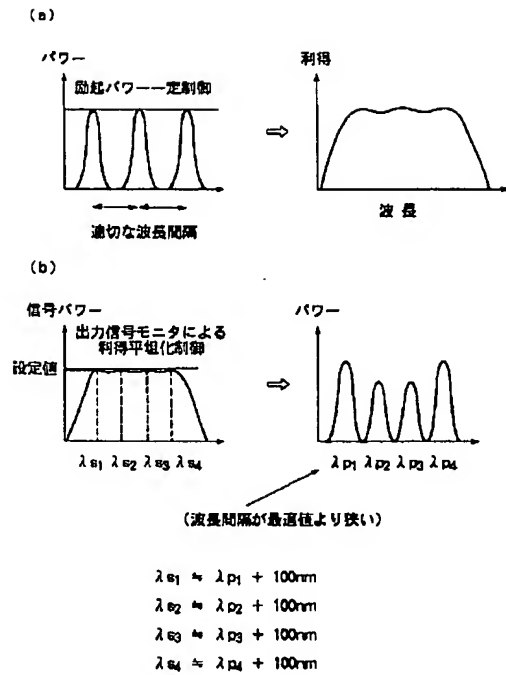 (a)
パワー
励起パワー一定制御
適切な波長間隔
⇨
利得
波 長
(b)
信号パワー
出力信号モニタによる
利得平坦化制御
設定値
λs₁ λs₂ λs₃ λs₄
⇨
パワー
λp₁ λp₂ λp₃ λp₄
(波長間隔が最適値より狭い)
λs₁ ≒ λp₁ + 100nm
λs₂ ≒ λp₂ + 100nm
λs₃ ≒ λp₃ + 100nm
λs₄ ≒ λp₄ + 100nm